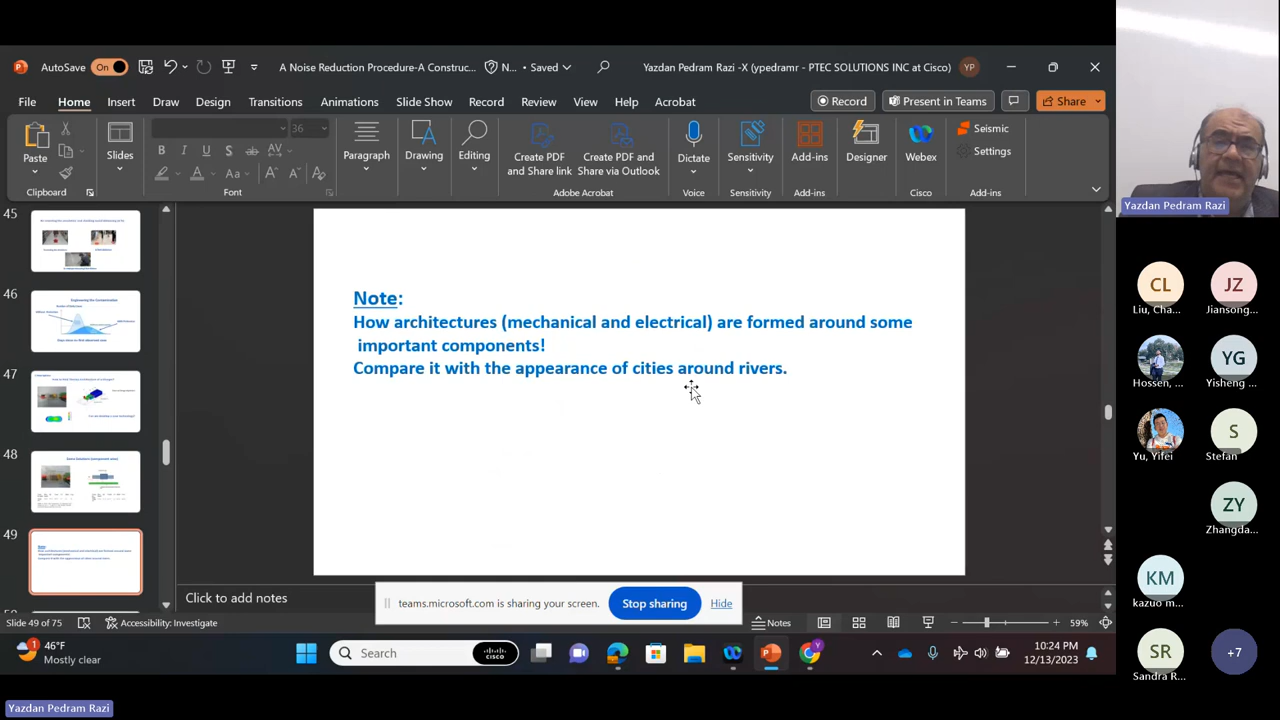 AutoSave On A Noise Reduction Procedure-A Construc... N... • Saved Yazdan Pedram Razi -X (ypedramr - PTEC SOLUTIONS INC at Cisco) YP
File Home Insert Draw Design Transitions Animations Slide Show Record Review View Help Acrobat Record Present in Teams Share
36
Paste Slides Paragraph Drawing Editing Create PDF and Share link Create PDF and Share via Outlook Dictate Sensitivity Add-ins Designer Webex Seismic Settings
Clipboard Font Adobe Acrobat Voice Sensitivity Add-ins Cisco Add-ins
Yazdan Pedram Razi
45
46
47
48
49
Note:
How architectures (mechanical and electrical) are formed around some
important components!
Compare it with the appearance of cities around rivers.
CL
Liu, Cha...
JZ
Jiansong...
Hossen, ...
YG
Yisheng ...
Yu, Yifei
S
Stefan
ZY
Zhangda...
KM
kazuo m...
SR
Sandra R...
+7
Click to add notes
teams.microsoft.com is sharing your screen. Stop sharing Hide
Slide 49 of 75 Accessibility: Investigate Notes 59%
1
46°F
Mostly clear
Search
CISCO
10:24 PM
12/13/2023
Yazdan Pedram Razi